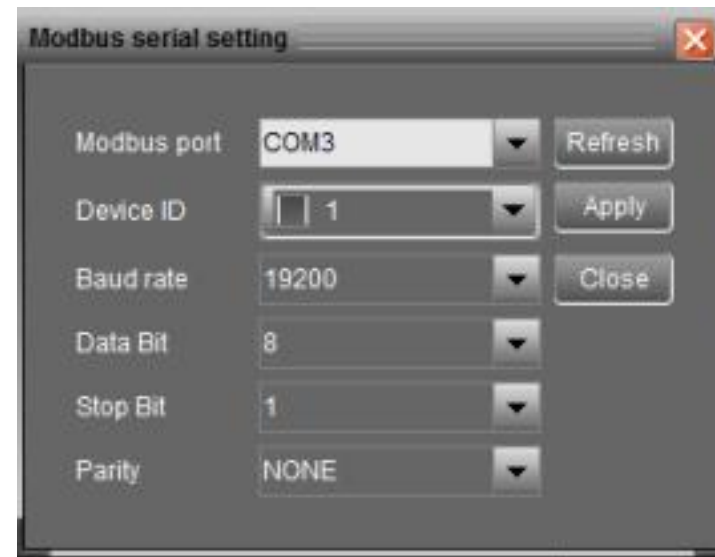 Modbus serial setting
Modbus port COM3 Refresh
Device ID 1 Apply
Baud rate 19200 Close
Data Bit 8
Stop Bit 1
Parity NONE